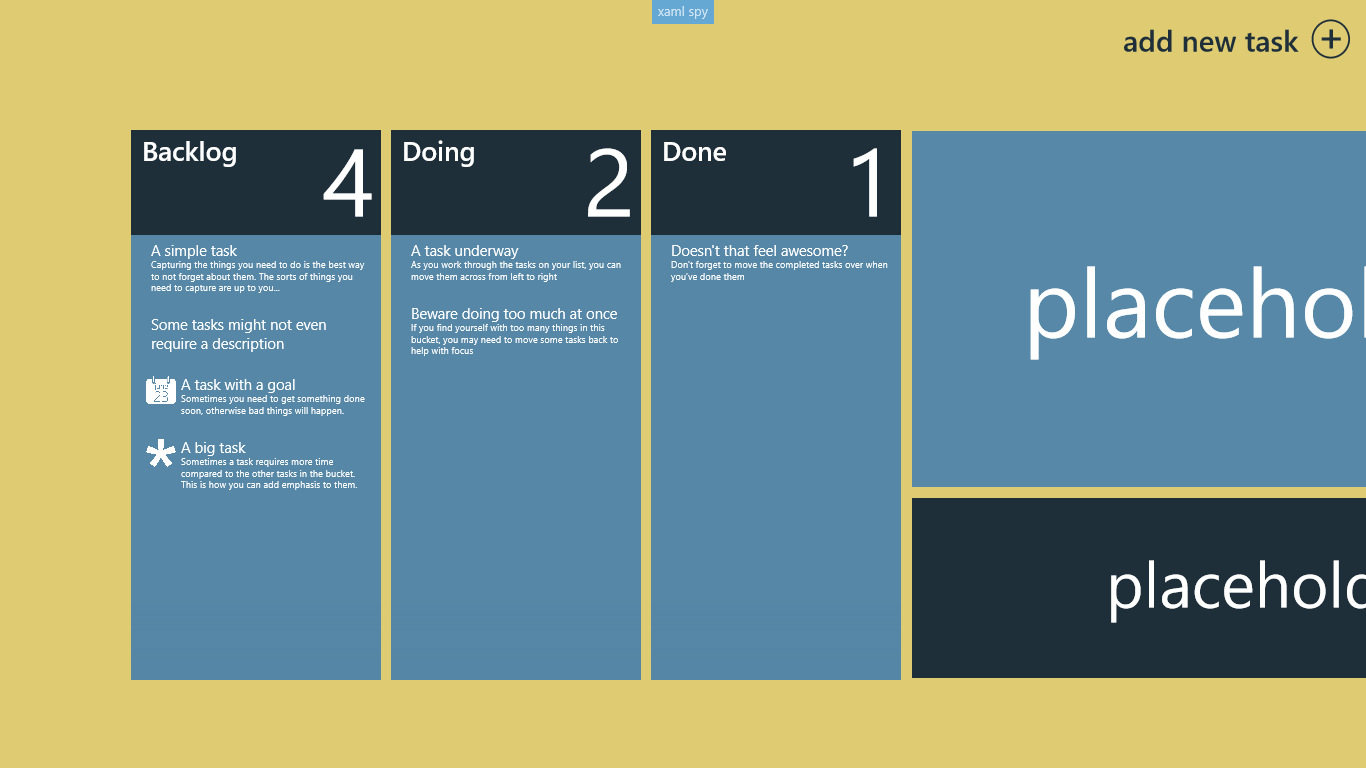 xaml spy
add new task
Backlog
4
A simple task
Capturing the things you need to do is the best way
to not forget about them. The sorts of things you
need to capture are up to you...
Some tasks might not even
require a description
June
23
A task with a goal
Sometimes you need to get something done
soon, otherwise bad things will happen.
A big task
Sometimes a task requires more time
compared to the other tasks in the bucket.
This is how you can add emphasis to them.
Doing
2
A task underway
As you work through the tasks on your list, you can
move them across from left to right
Beware doing too much at once
If you find yourself with too many things in this
bucket, you may need to move some tasks back to
help with focus
Done
1
Doesn't that feel awesome?
Don't forget to move the completed tasks over when
you've done them
placehol
placehold